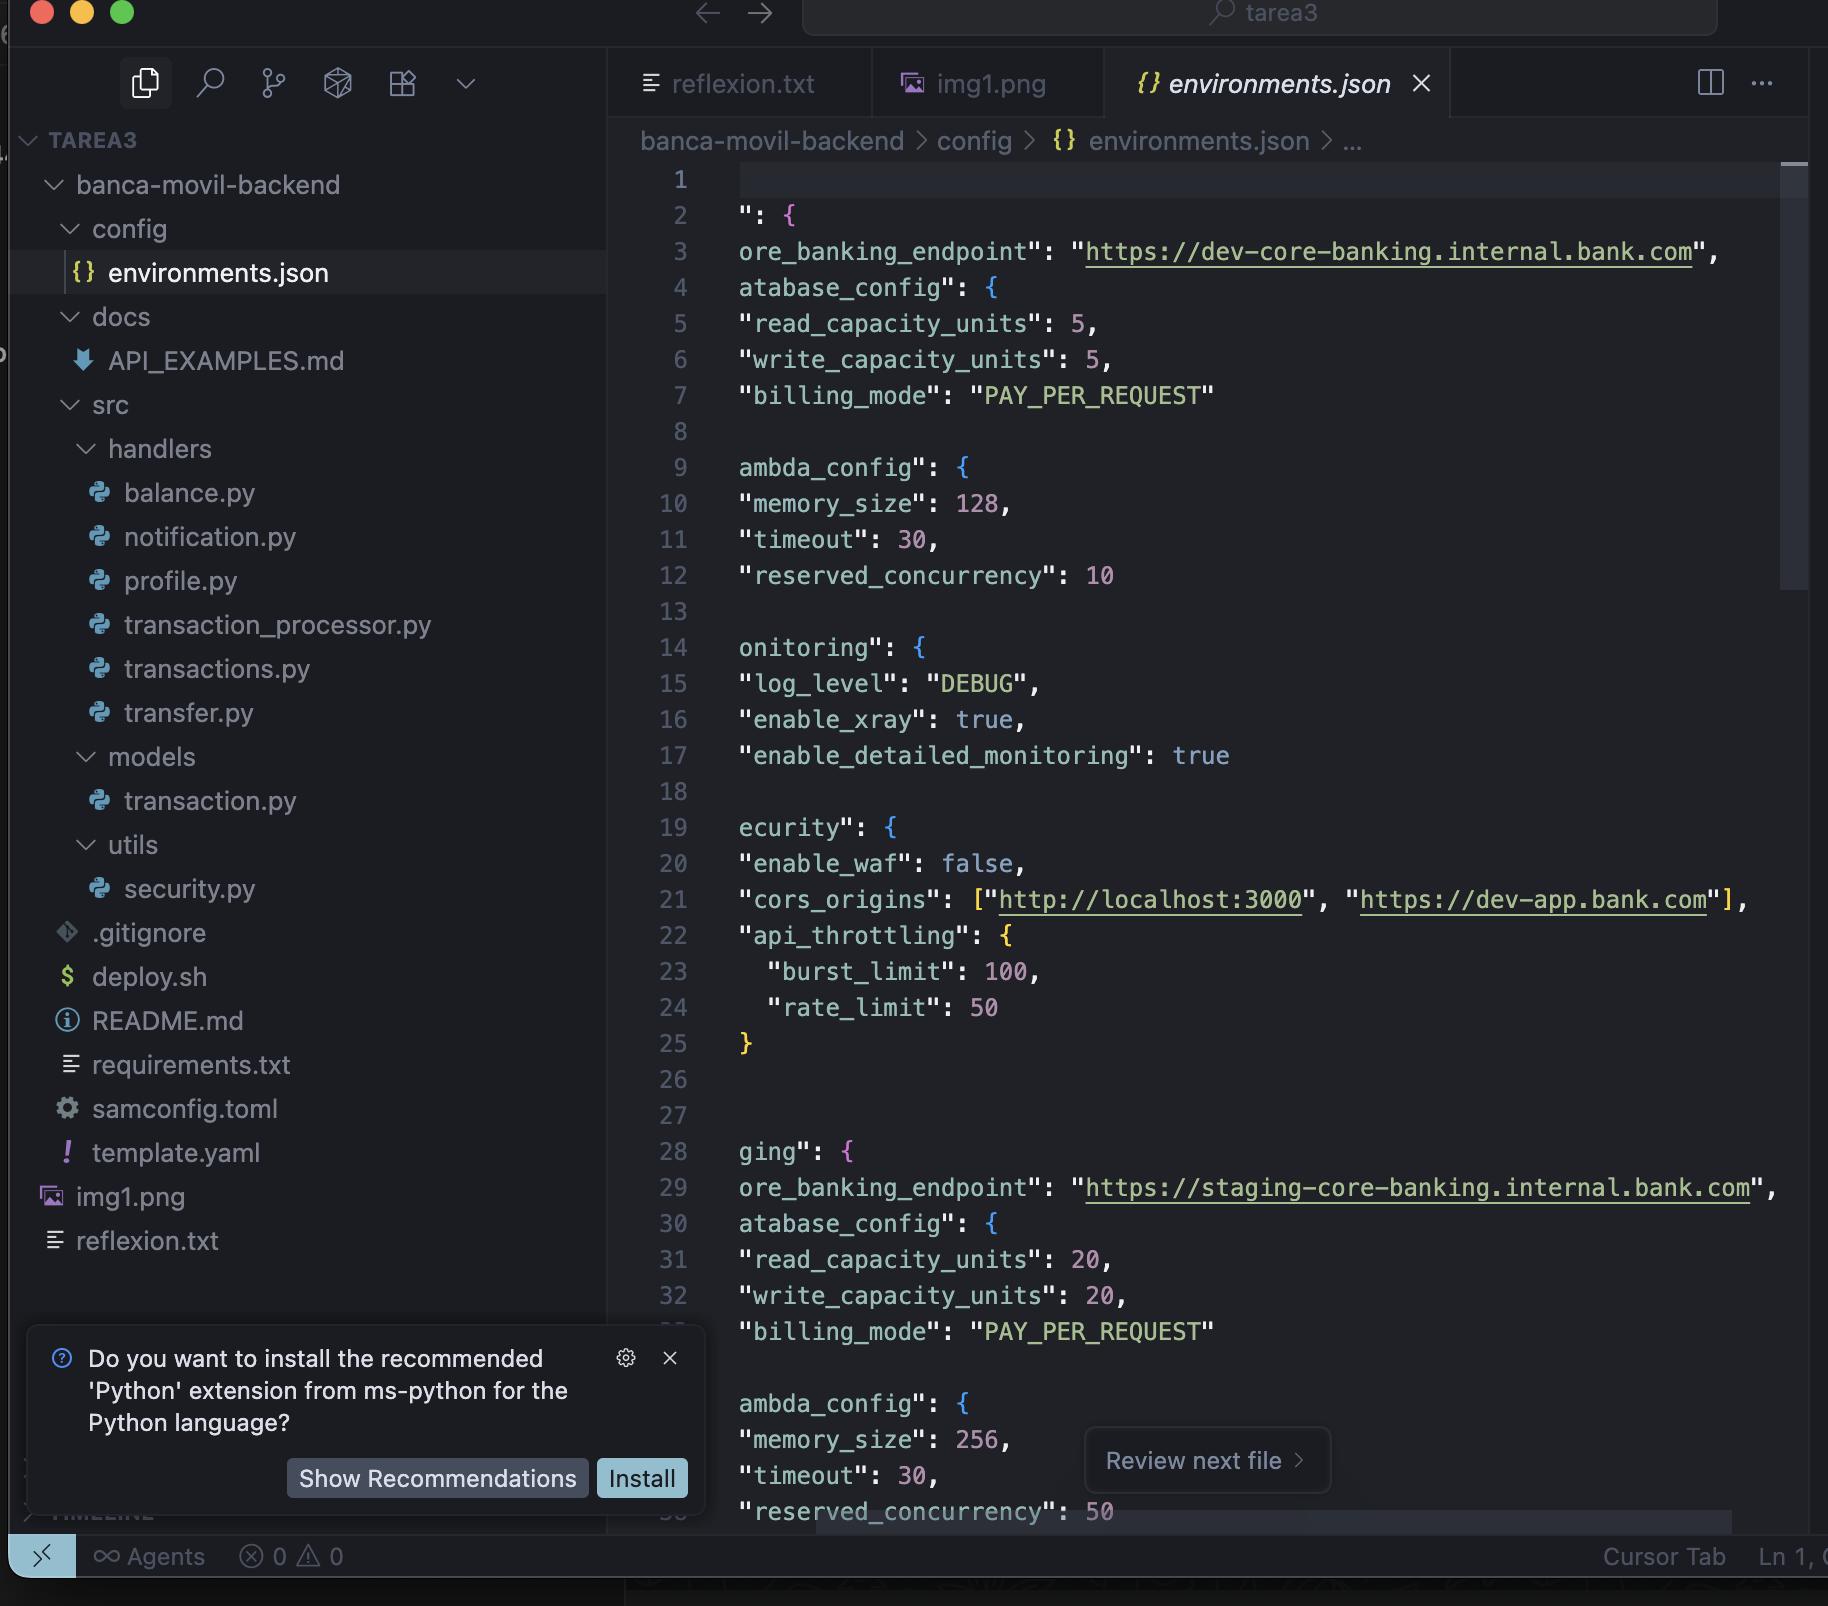 tarea3
reflexion.txt
img1.png
{} environments.json
banca-movil-backend > config > {} environments.json > ...
TAREA3
banca-movil-backend
config
{} environments.json
docs
API_EXAMPLES.md
src
handlers
balance.py
notification.py
profile.py
transaction_processor.py
transactions.py
transfer.py
models
transaction.py
utils
security.py
.gitignore
$ deploy.sh
README.md
requirements.txt
samconfig.toml
! template.yaml
img1.png
reflexion.txt
1
2 ": {
3 ore_banking_endpoint": "https://dev-core-banking.internal.bank.com",
4 atabase_config": {
5 "read_capacity_units": 5,
6 "write_capacity_units": 5,
7 "billing_mode": "PAY_PER_REQUEST"
8
9 ambda_config": {
10 "memory_size": 128,
11 "timeout": 30,
12 "reserved_concurrency": 10
13
14 onitoring": {
15 "log_level": "DEBUG",
16 "enable_xray": true,
17 "enable_detailed_monitoring": true
18
19 ecurity": {
20 "enable_waf": false,
21 "cors_origins": ["http://localhost:3000", "https://dev-app.bank.com"],
22 "api_throttling": {
23 "burst_limit": 100,
24 "rate_limit": 50
25 }
26
27
28 ging": {
29 ore_banking_endpoint": "https://staging-core-banking.internal.bank.com",
30 atabase_config": {
31 "read_capacity_units": 20,
32 "write_capacity_units": 20,
"billing_mode": "PAY_PER_REQUEST"
ambda_config": {
"memory_size": 256,
"timeout": 30,
"reserved_concurrency": 50
Do you want to install the recommended
'Python' extension from ms-python for the
Python language?
Show Recommendations
Install
Review next file >
Agents
0
0
Cursor Tab
Ln 1,